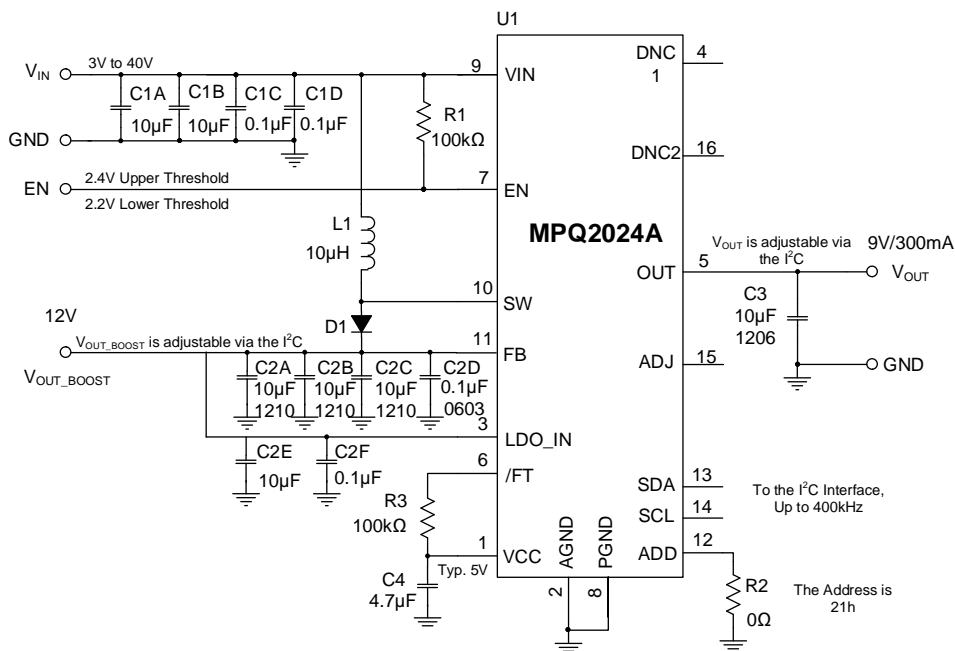 U1
V_IN
3V to 40V
9
VIN
DNC
1
4
C1A
10µF
C1B
10µF
C1C
0.1µF
C1D
0.1µF
R1
100kΩ
GND
DNC2
16
EN
2.4V Upper Threshold
2.2V Lower Threshold
7
EN
MPQ2024A
L1
10µH
OUT
5
V_OUT is adjustable via
the I²C
9V/300mA
V_OUT
10
SW
C3
10µF
1206
12V
D1
V_OUT_BOOST is adjustable via the I²C
11
FB
ADJ
15
GND
V_OUT_BOOST
C2A
10µF
1210
C2B
10µF
1210
C2C
10µF
1210
C2D
0.1µF
0603
3
LDO_IN
C2E
10µF
C2F
0.1µF
6
/FT
R3
100kΩ
SDA
13
SCL
14
To the I²C Interface,
Up to 400kHz
1
VCC
Typ. 5V
ADD
12
AGND
PGND
C4
4.7µF
2
8
R2
0Ω
The Address is
21h